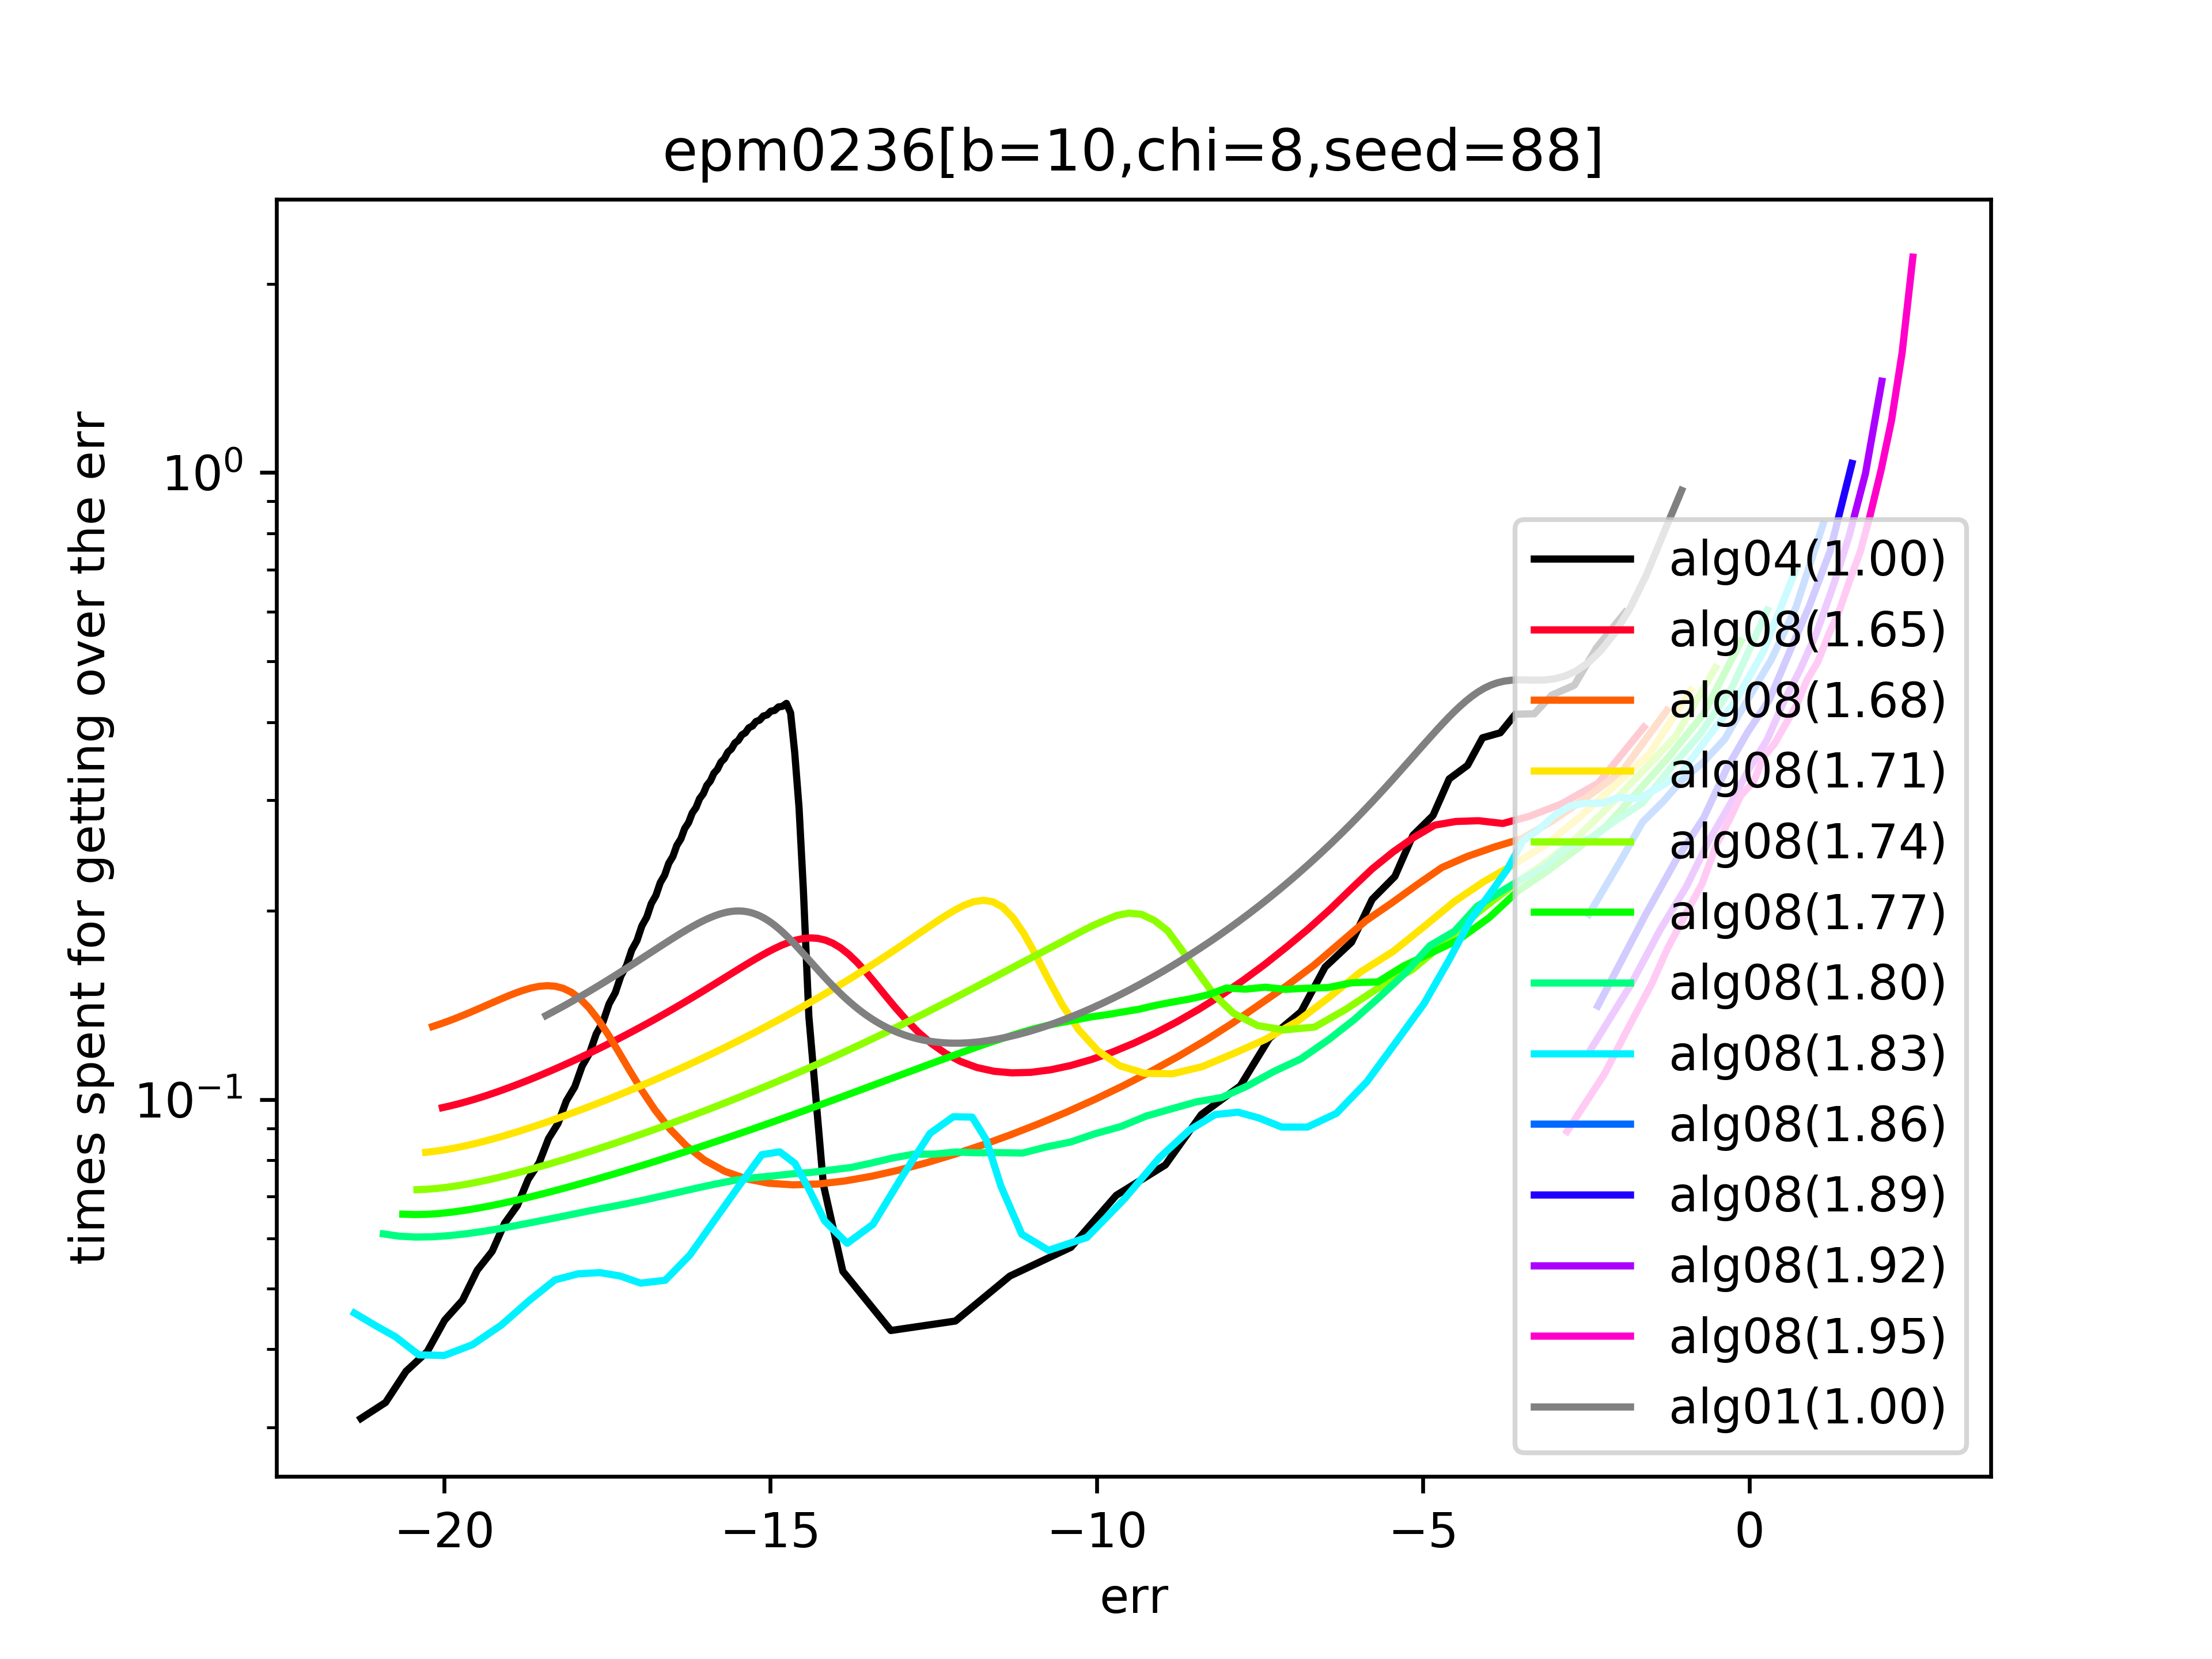 epm0236[b=10,chi=8,seed=88]
times spent for getting over the err
10⁰
10⁻¹
alg04(1.00)
alg08(1.65)
alg08(1.68)
alg08(1.71)
alg08(1.74)
alg08(1.77)
alg08(1.80)
alg08(1.83)
alg08(1.86)
alg08(1.89)
alg08(1.92)
alg08(1.95)
alg01(1.00)
−20 −15 −10 −5 0
err